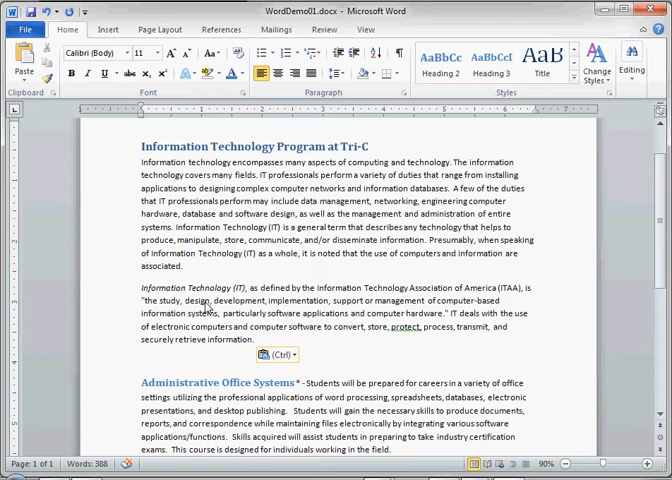 WordDemo01.docx - Microsoft Word
File Home Insert Page Layout References Mailings Review View
Paste
Calibri (Body) 11
B I U abc X₂ X²
AaBbCc AaBbCcI AaB
Heading 2 Heading 3 Title
Change Styles
Editing
Clipboard Font Paragraph Styles
Information Technology Program at Tri-C
Information technology encompasses many aspects of computing and technology. The information
technology covers many fields. IT professionals perform a variety of duties that range from installing
applications to designing complex computer networks and information databases. A few of the duties
that IT professionals perform may include data management, networking, engineering computer
hardware, database and software design, as well as the management and administration of entire
systems. Information Technology (IT) is a general term that describes any technology that helps to
produce, manipulate, store, communicate, and/or disseminate information. Presumably, when speaking
of Information Technology (IT) as a whole, it is noted that the use of computers and information are
associated.
Information Technology (IT), as defined by the Information Technology Association of America (ITAA), is
"the study, design, development, implementation, support or management of computer-based
information systems, particularly software applications and computer hardware." IT deals with the use
of electronic computers and computer software to convert, store, protect, process, transmit, and
securely retrieve information.
(Ctrl)
Administrative Office Systems * - Students will be prepared for careers in a variety of office
settings utilizing the professional applications of word processing, spreadsheets, databases, electronic
presentations, and desktop publishing. Students will gain the necessary skills to produce documents,
reports, and correspondence while maintaining files electronically by integrating various software
applications/functions. Skills acquired will assist students in preparing to take industry certification
exams. This course is designed for individuals working in the field.
Page: 1 of 1 Words: 388 90%